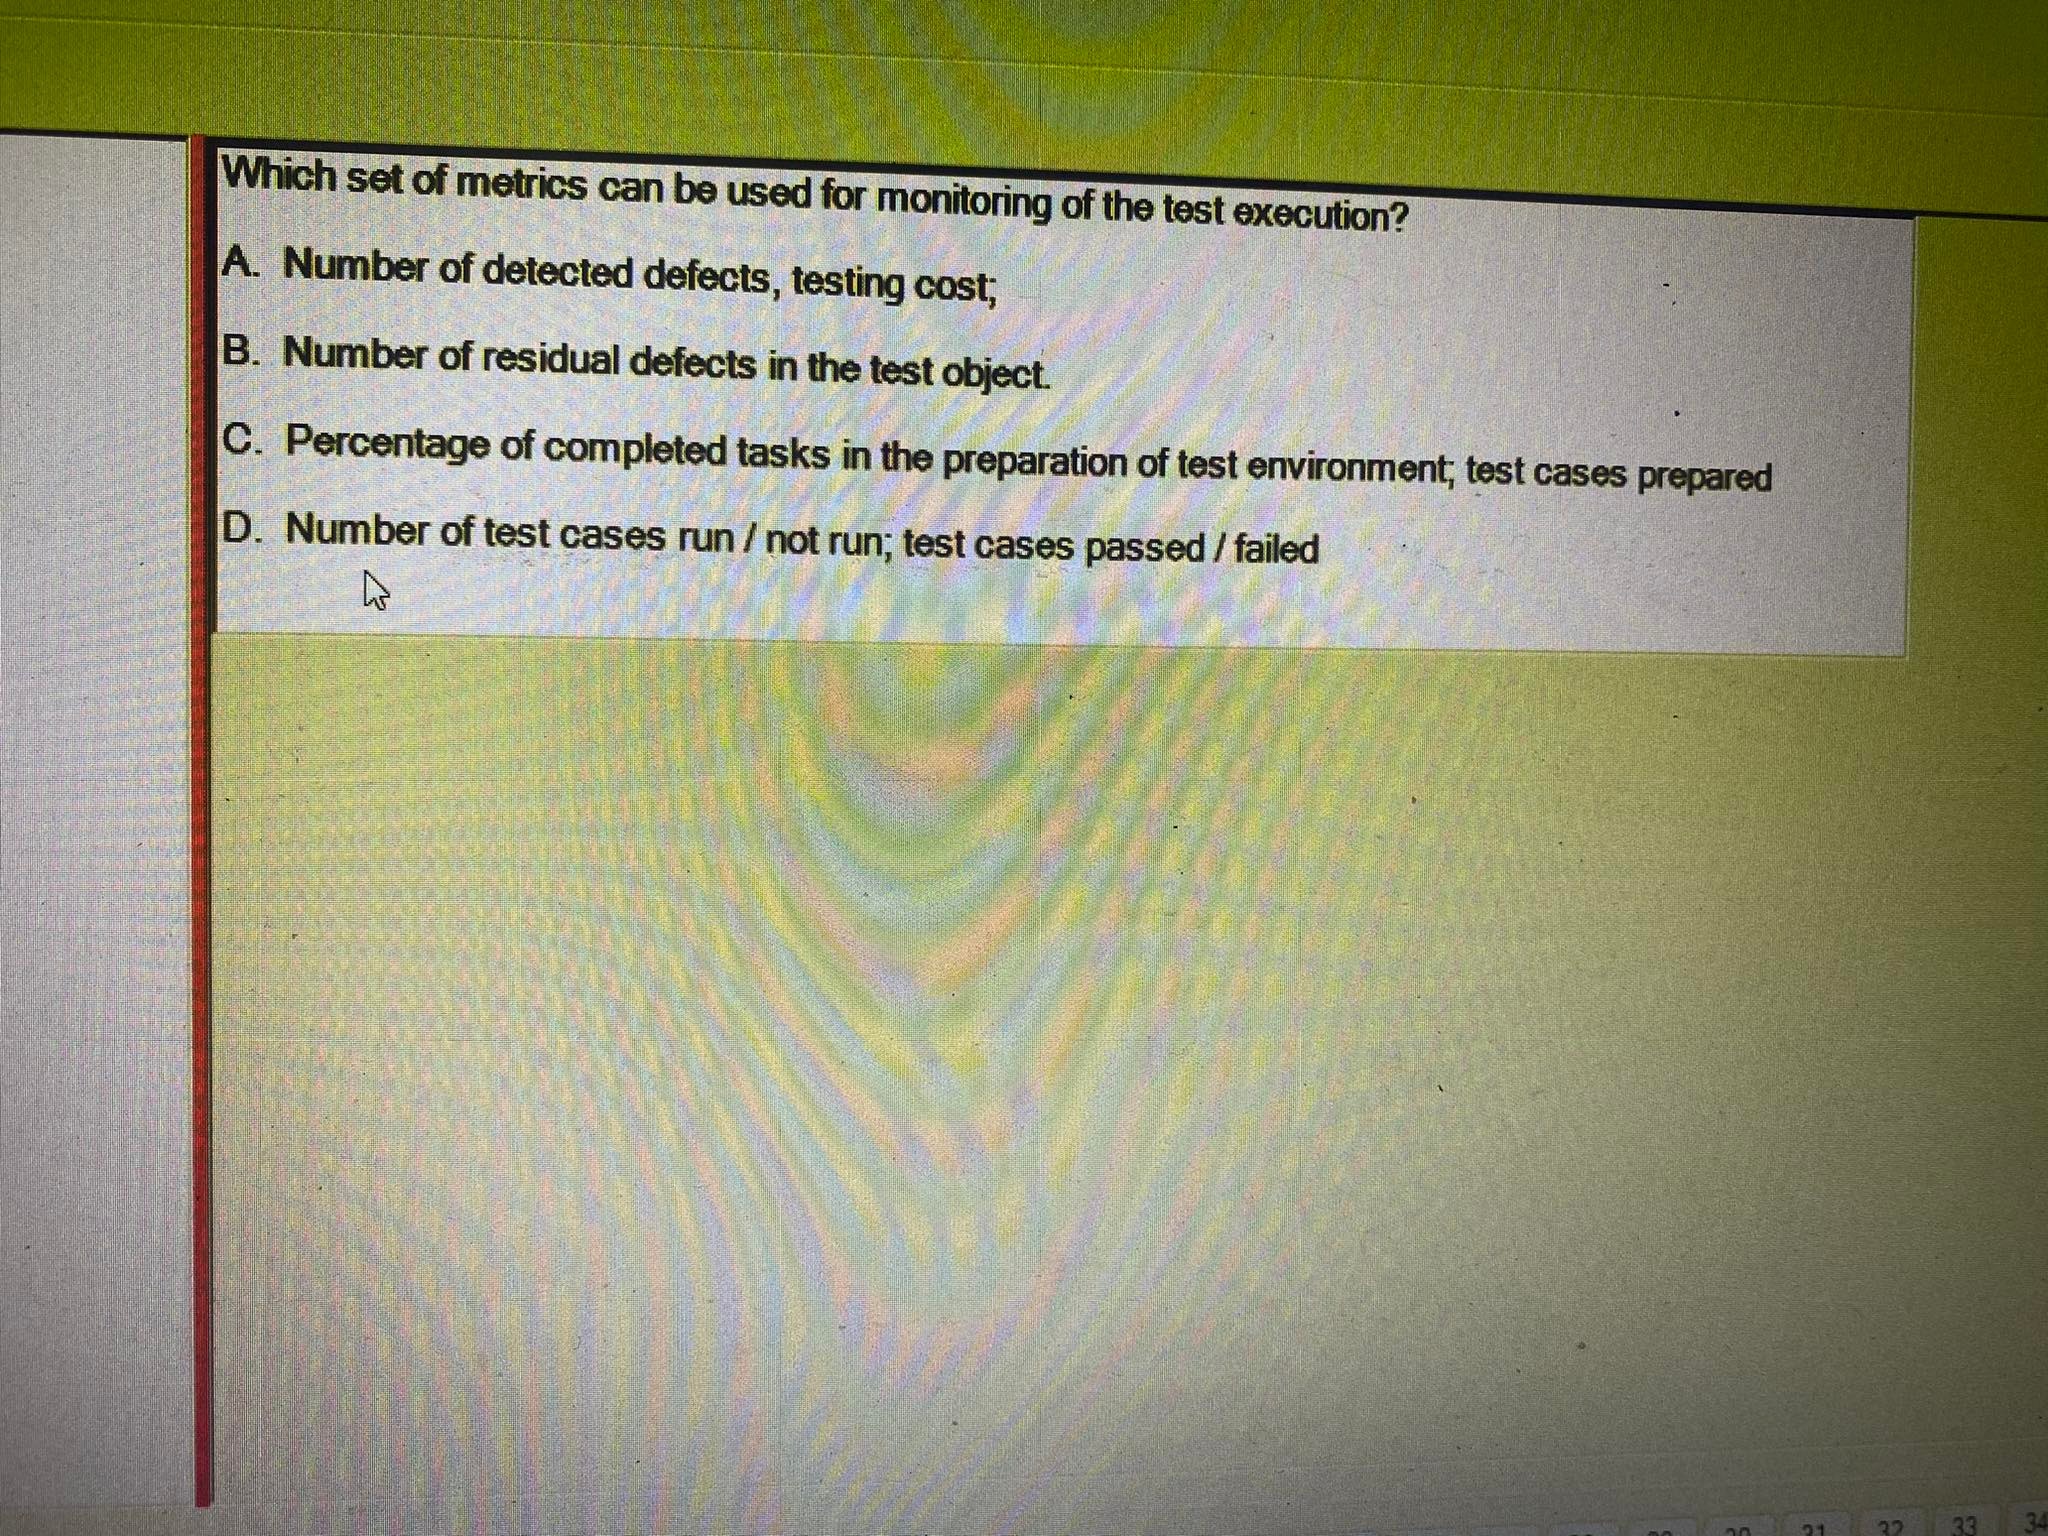 Which set of metrics can be used for monitoring of the test execution?
A. Number of detected defects, testing cost;
B. Number of residual defects in the test object.
C. Percentage of completed tasks in the preparation of test environment; test cases prepared
D. Number of test cases run / not run; test cases passed / failed
31 32 33 34